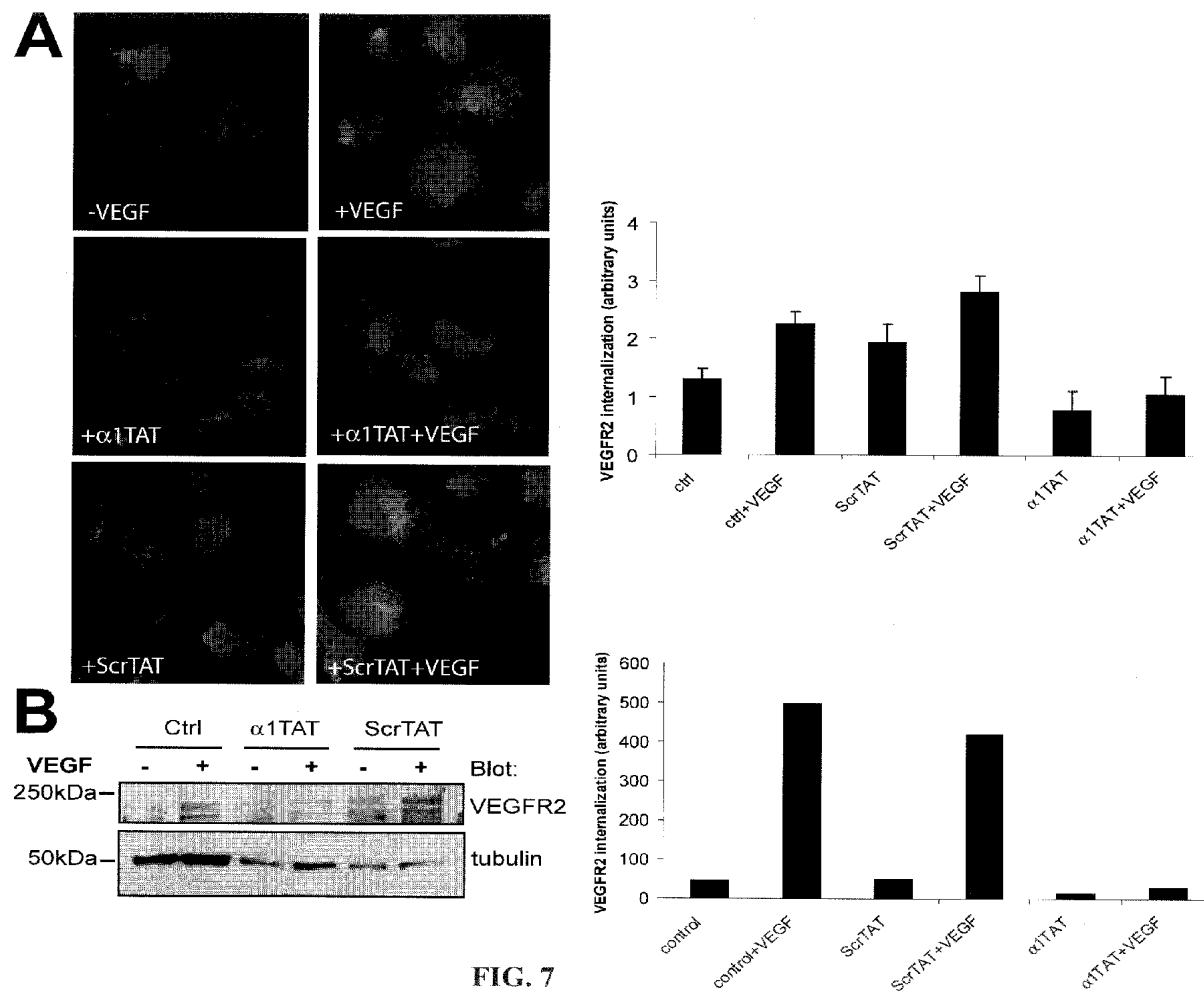 A
-VEGF
+VEGF
+α1TAT
+α1TAT+VEGF
+ScrTAT
+ScrTAT+VEGF
VEGFR2 internalization (arbitrary units)
4
3
2
1
0
ctrl
ctrl+VEGF
ScrTAT
ScrTAT+VEGF
α1TAT
α1TAT+VEGF
B
Ctrl
α1TAT
ScrTAT
VEGF - + - + - + Blot:
250kDa
VEGFR2
50kDa
tubulin
VEGFR2 internalization (arbitrary units)
600
500
400
300
200
100
0
control
control+VEGF
ScrTAT
ScrTAT+VEGF
α1TAT
α1TAT+VEGF
FIG. 7